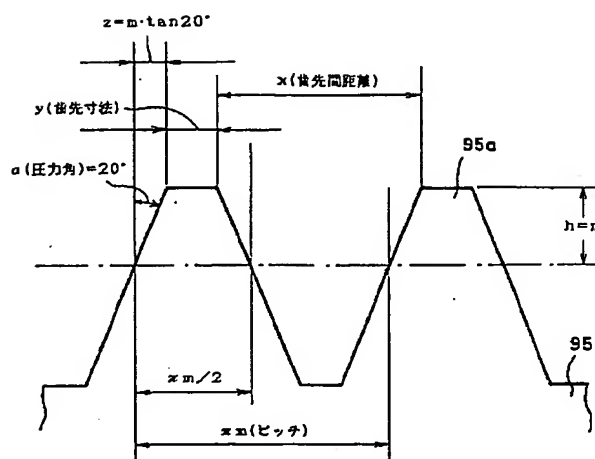 z=m·tan20°
x(歯先間距離)
y(歯先寸法)
a(圧力角)=20°
95a
h=m
95
πm/2
πm(ピッチ)